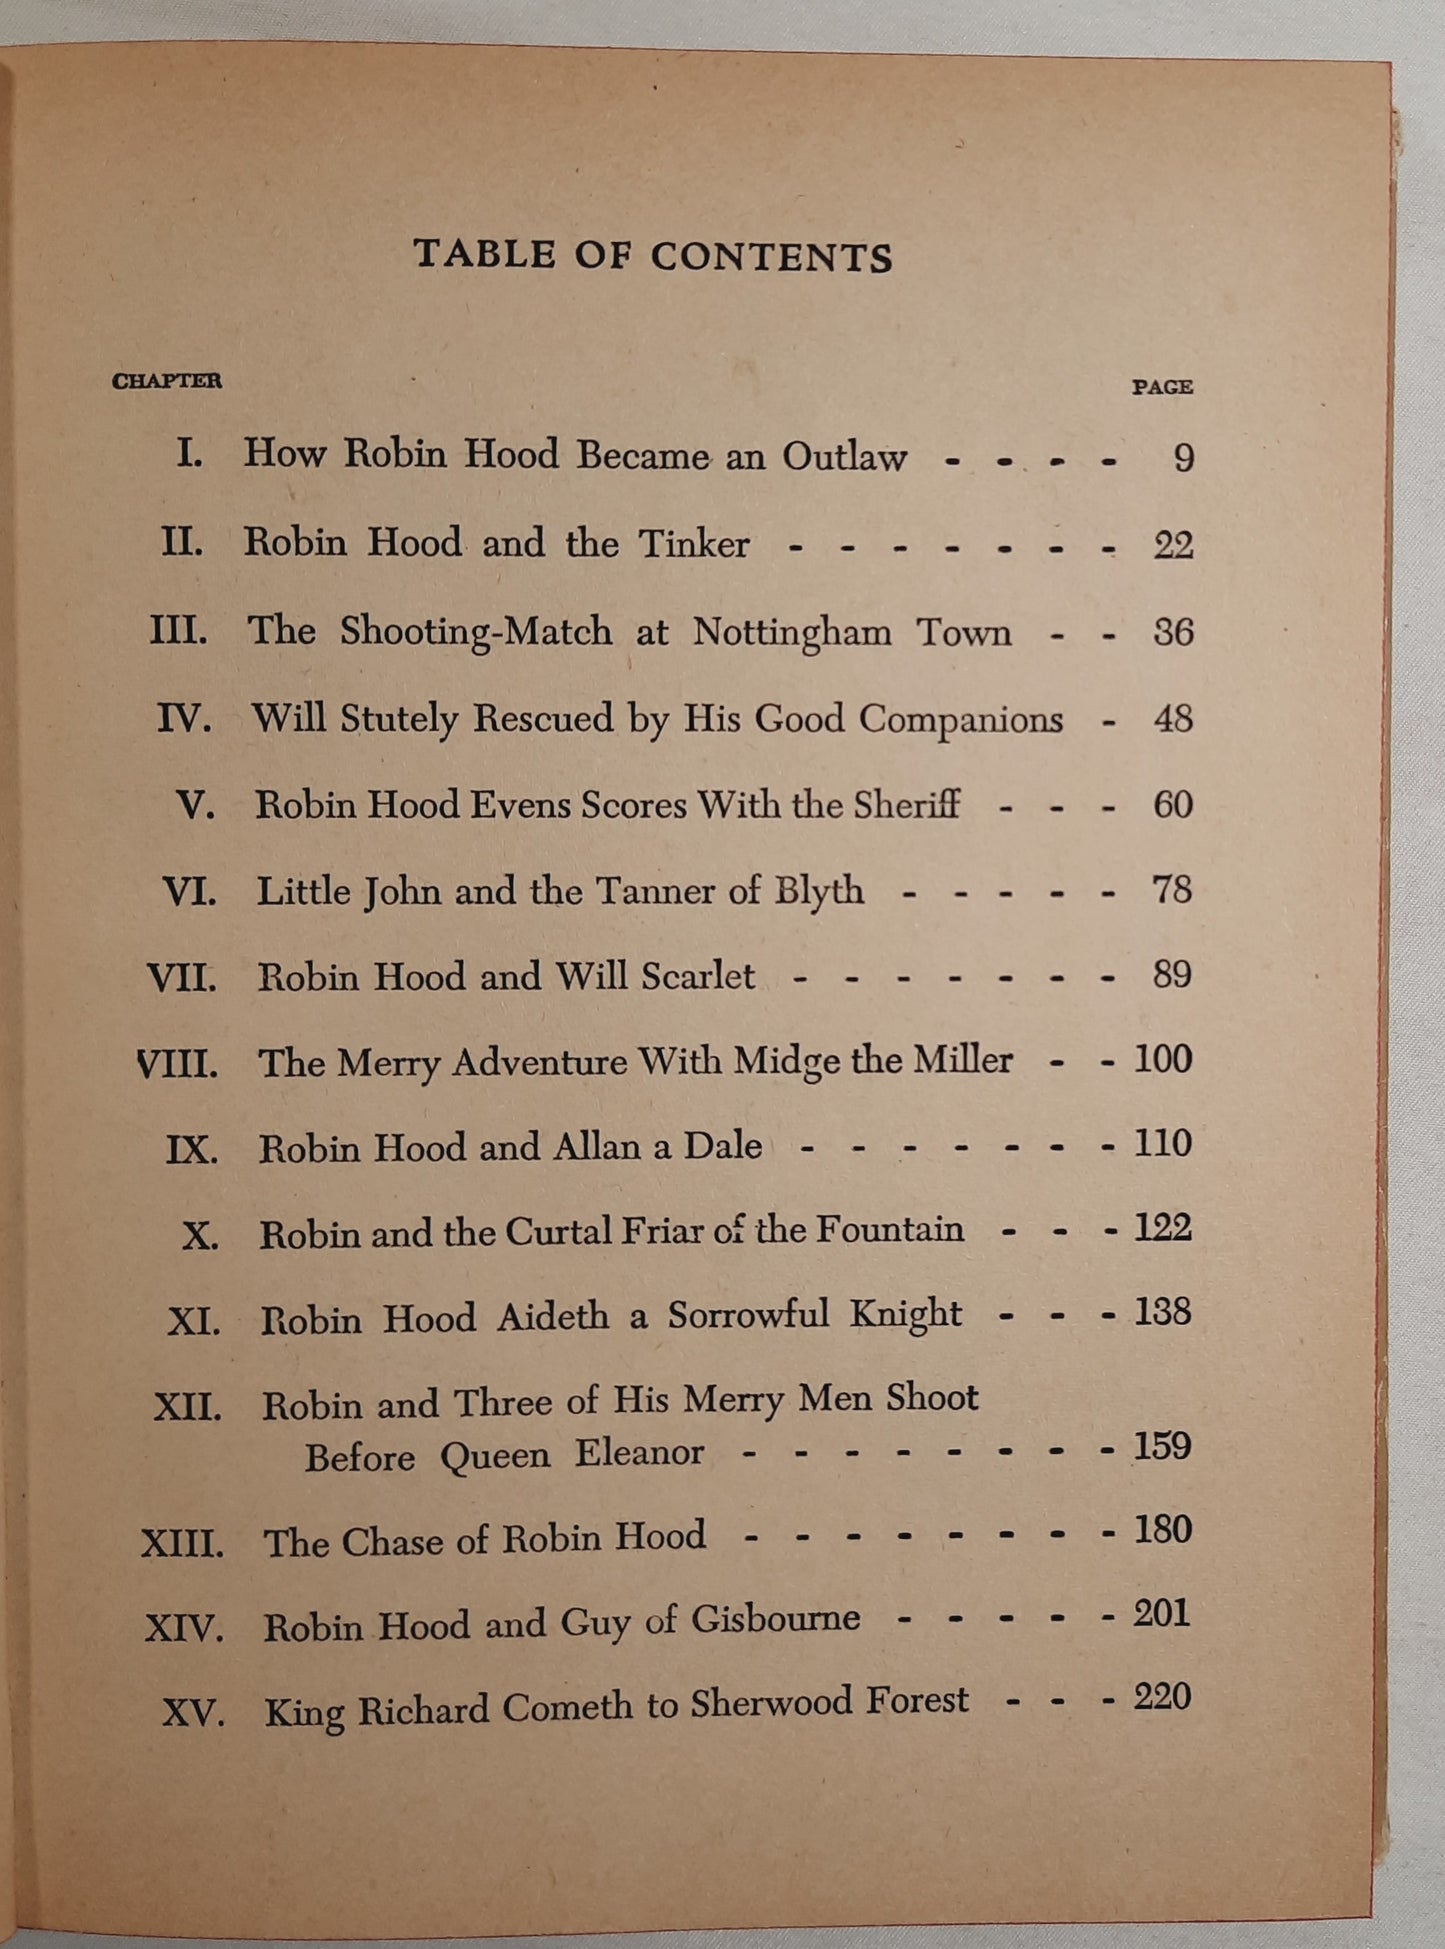 TABLE OF CONTENTS
CHAPTER PAGE
I. How Robin Hood Became an Outlaw - - - - 9
II. Robin Hood and the Tinker - - - - - - - 22
III. The Shooting-Match at Nottingham Town - - 36
IV. Will Stutely Rescued by His Good Companions - 48
V. Robin Hood Evens Scores With the Sheriff - - - 60
VI. Little John and the Tanner of Blyth - - - - - 78
VII. Robin Hood and Will Scarlet - - - - - - - 89
VIII. The Merry Adventure With Midge the Miller - - 100
IX. Robin Hood and Allan a Dale - - - - - - - 110
X. Robin and the Curtal Friar of the Fountain - - - 122
XI. Robin Hood Aideth a Sorrowful Knight - - - 138
XII. Robin and Three of His Merry Men Shoot
Before Queen Eleanor - - - - - - - - 159
XIII. The Chase of Robin Hood - - - - - - - - 180
XIV. Robin Hood and Guy of Gisbourne - - - - - 201
XV. King Richard Cometh to Sherwood Forest - - - 220